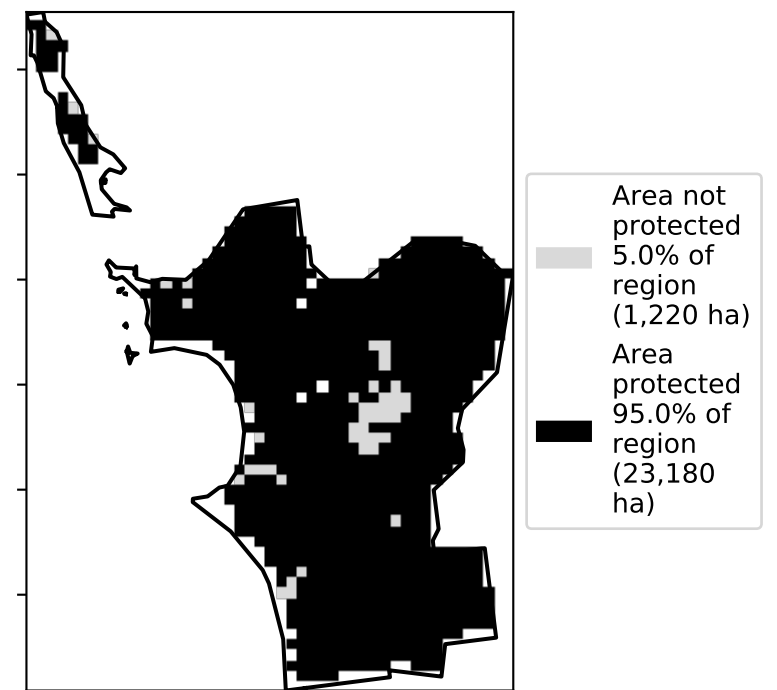 Area not
protected
5.0% of
region
(1,220 ha)
Area
protected
95.0% of
region
(23,180
ha)